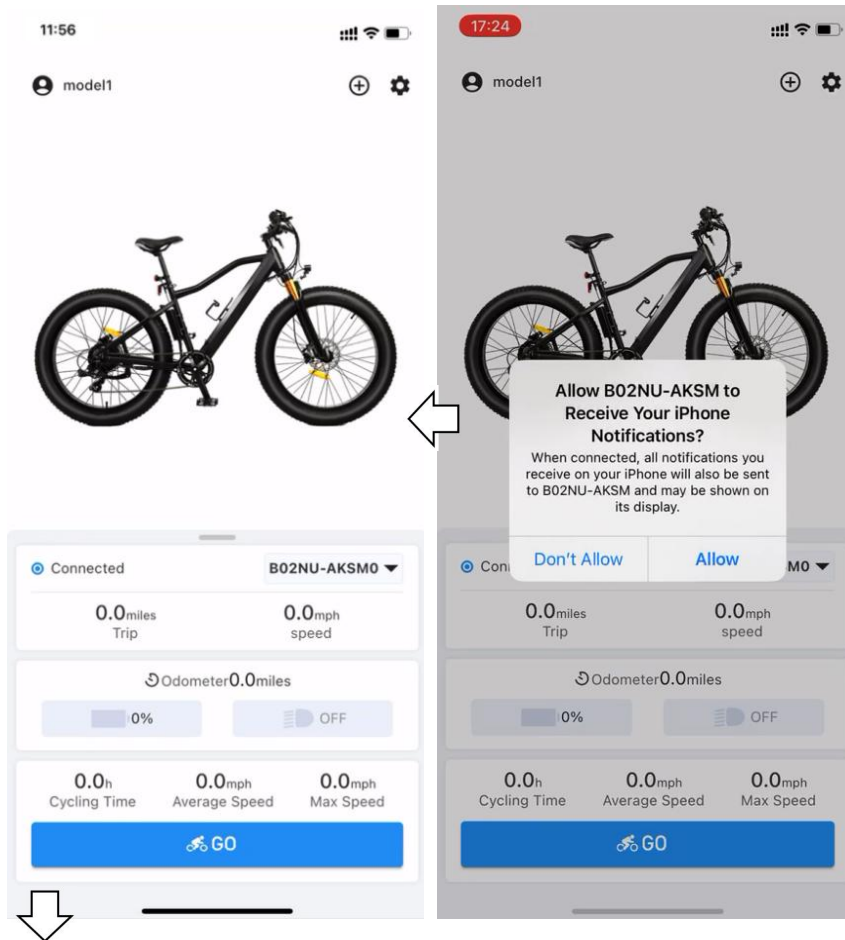 11:56
model1
Connected
B02NU-AKSM0
0.0miles
Trip
0.0mph
speed
Odometer0.0miles
0%
OFF
0.0h
Cycling Time
0.0mph
Average Speed
0.0mph
Max Speed
GO
17:24
model1
Allow B02NU-AKSM to
Receive Your iPhone
Notifications?
When connected, all notifications you
receive on your iPhone will also be sent
to B02NU-AKSM and may be shown on
its display.
Don't Allow
Allow
Con
M0
0.0miles
Trip
0.0mph
speed
Odometer0.0miles
0%
OFF
0.0h
Cycling Time
0.0mph
Average Speed
0.0mph
Max Speed
GO